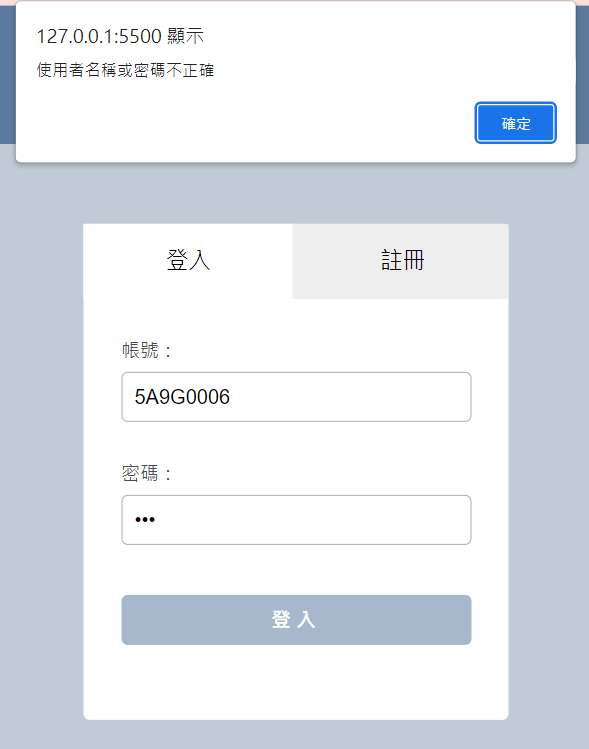 127.0.0.1:5500 顯示
使用者名稱或密碼不正確
確定
登入 註冊
帳號：
5A9G0006
密碼：
•••
登 入